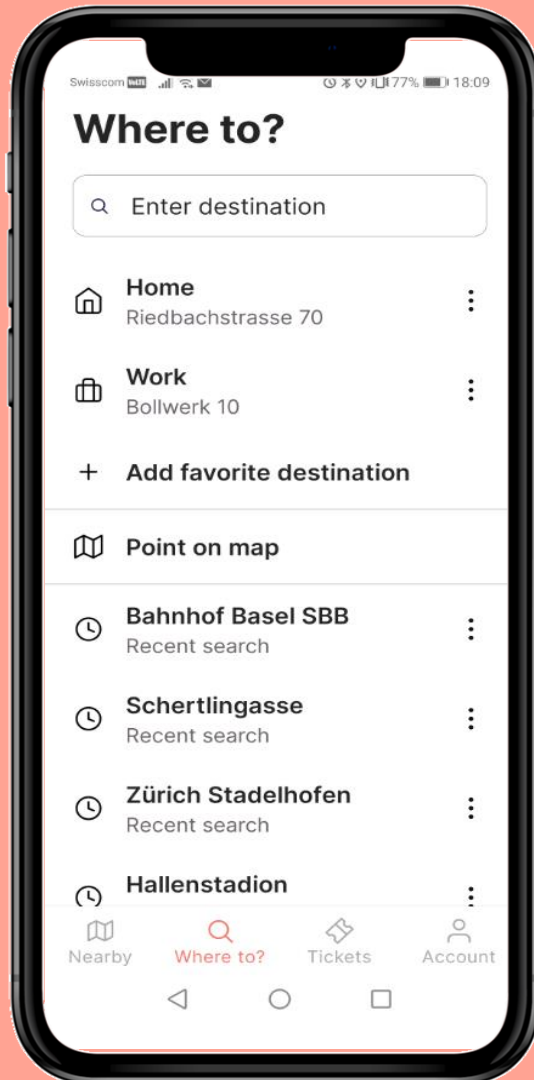 Swisscom VoLTE 77% 18:09
Where to?
Enter destination
Home
Riedbachstrasse 70
Work
Bollwerk 10
Add favorite destination
Point on map
Bahnhof Basel SBB
Recent search
Schertlingasse
Recent search
Zürich Stadelhofen
Recent search
Hallenstadion
Nearby Where to? Tickets Account